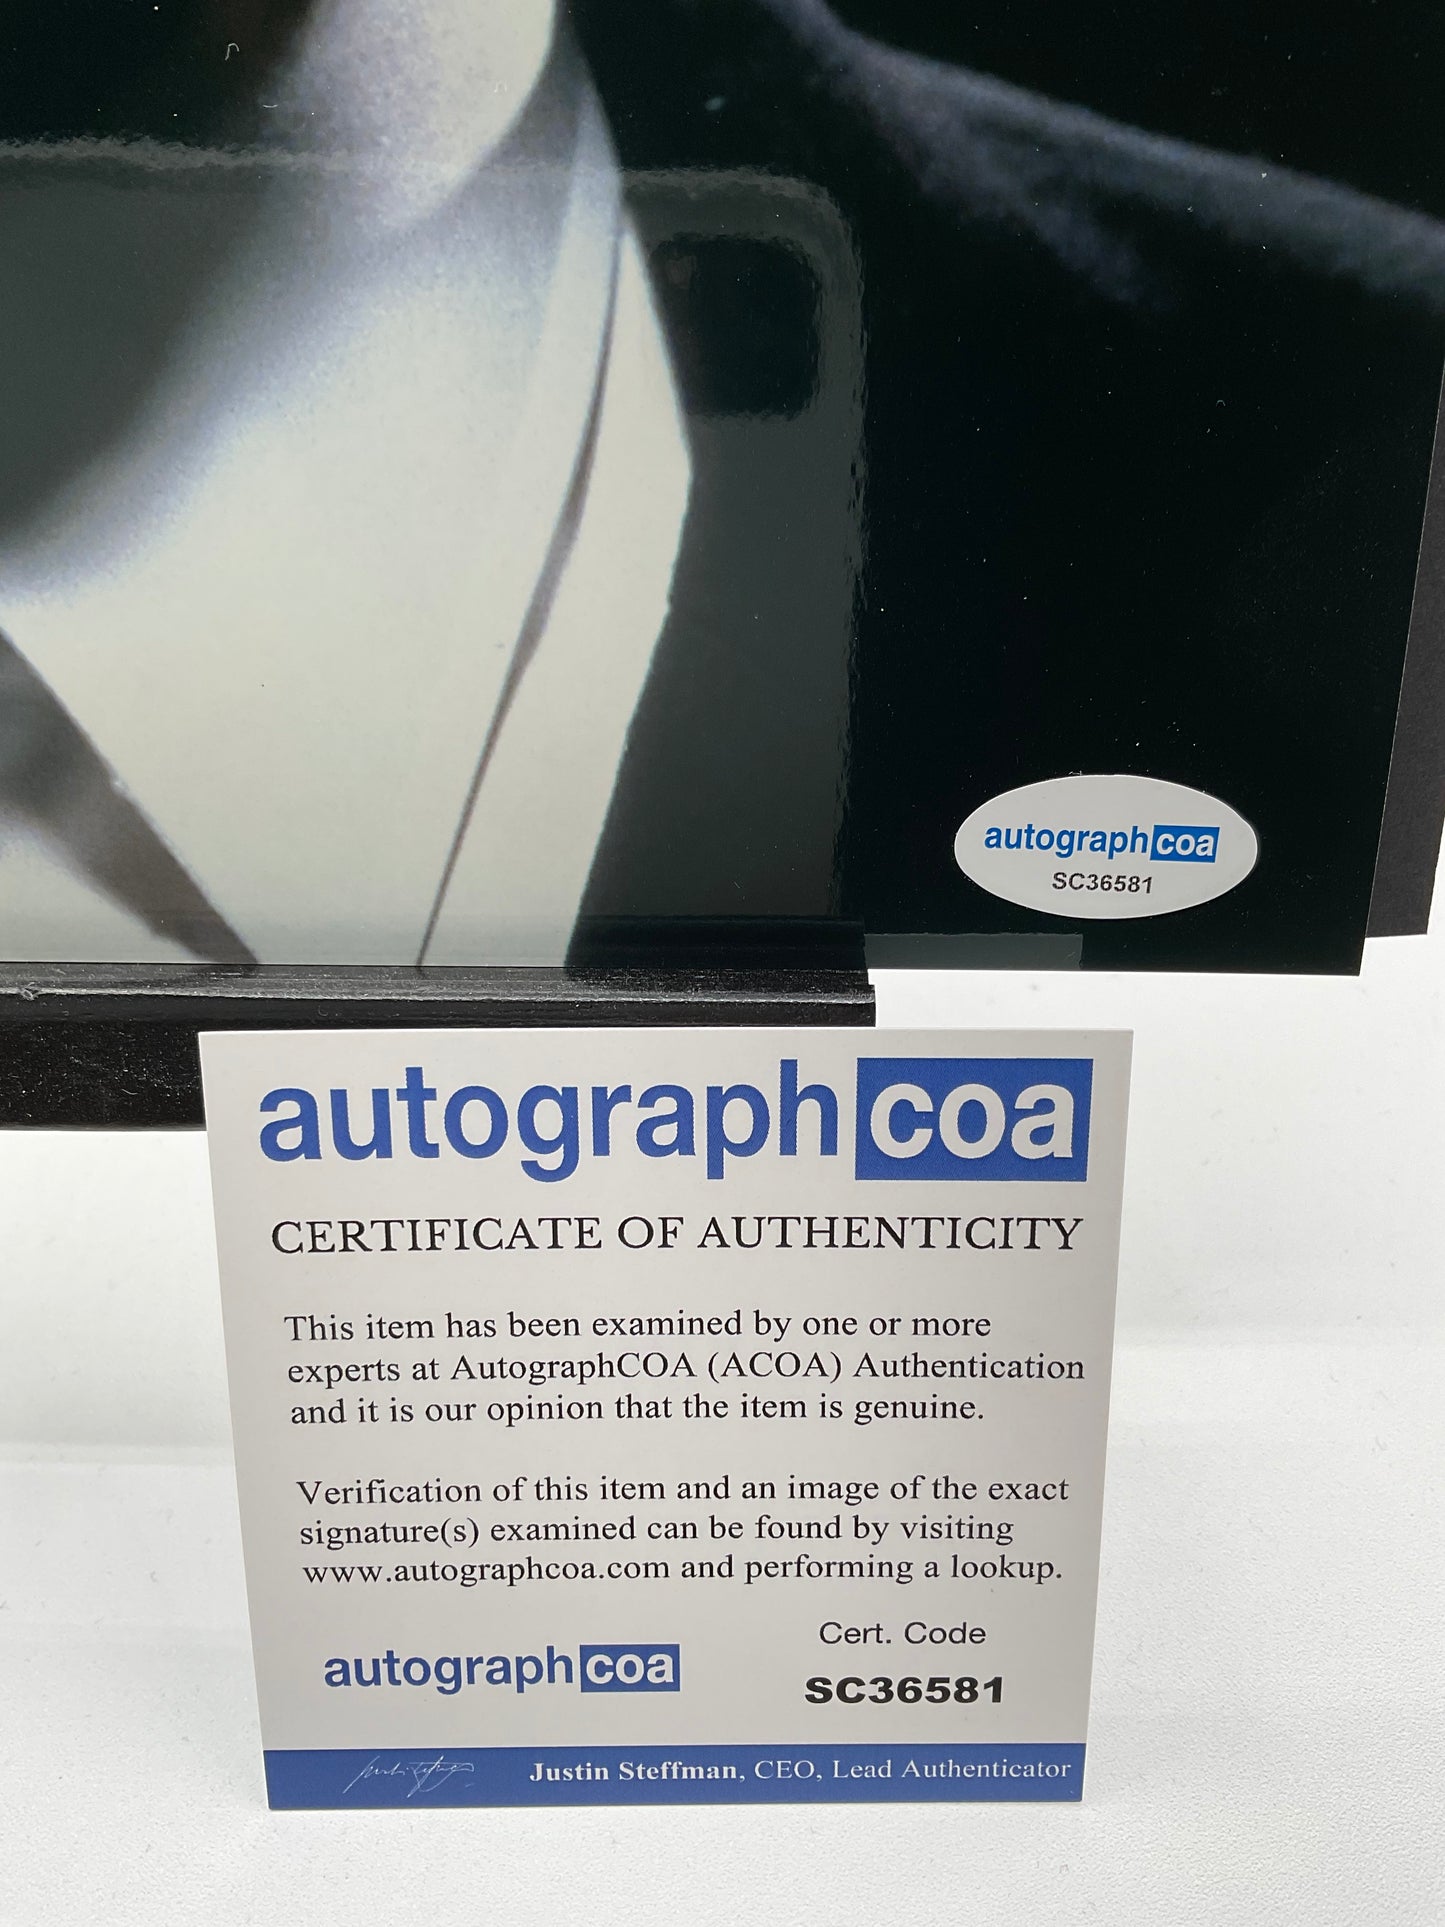 autographcoa
SC36581
autographcoa
CERTIFICATE OF AUTHENTICITY
This item has been examined by one or more
experts at AutographCOA (ACOA) Authentication
and it is our opinion that the item is genuine.
Verification of this item and an image of the exact
signature(s) examined can be found by visiting
www.autographcoa.com and performing a lookup.
Cert. Code
autographcoa
SC36581
Justin Steffman, CEO, Lead Authenticator